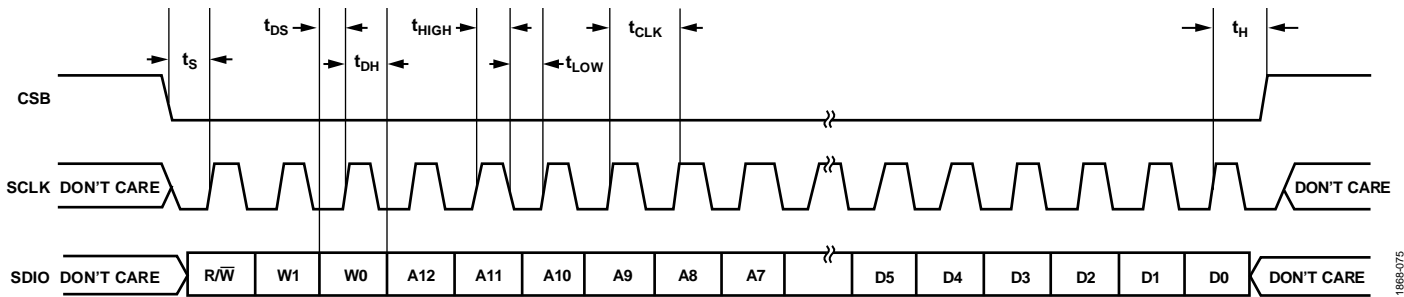 tDS
tHIGH
tCLK
tH
tS
tDH
tLOW
CSB
SCLK DON'T CARE
DON'T CARE
SDIO DON'T CARE
R/W̅
W1
W0
A12
A11
A10
A9
A8
A7
D5
D4
D3
D2
D1
D0
DON'T CARE
1868-075